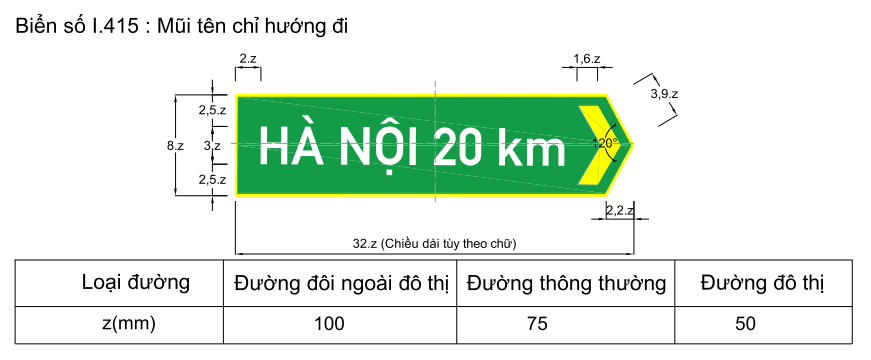 Biển số I.415 : Mũi tên chỉ hướng đi
2.z
1,6.z
3,9.z
2,5.z
8.z
3.z
2,5.z
HÀ NỘI 20 km
120°
2,2.z
32.z (Chiều dài tùy theo chữ)
Loại đường Đường đôi ngoài đô thị Đường thông thường Đường đô thị
z(mm) 100 75 50